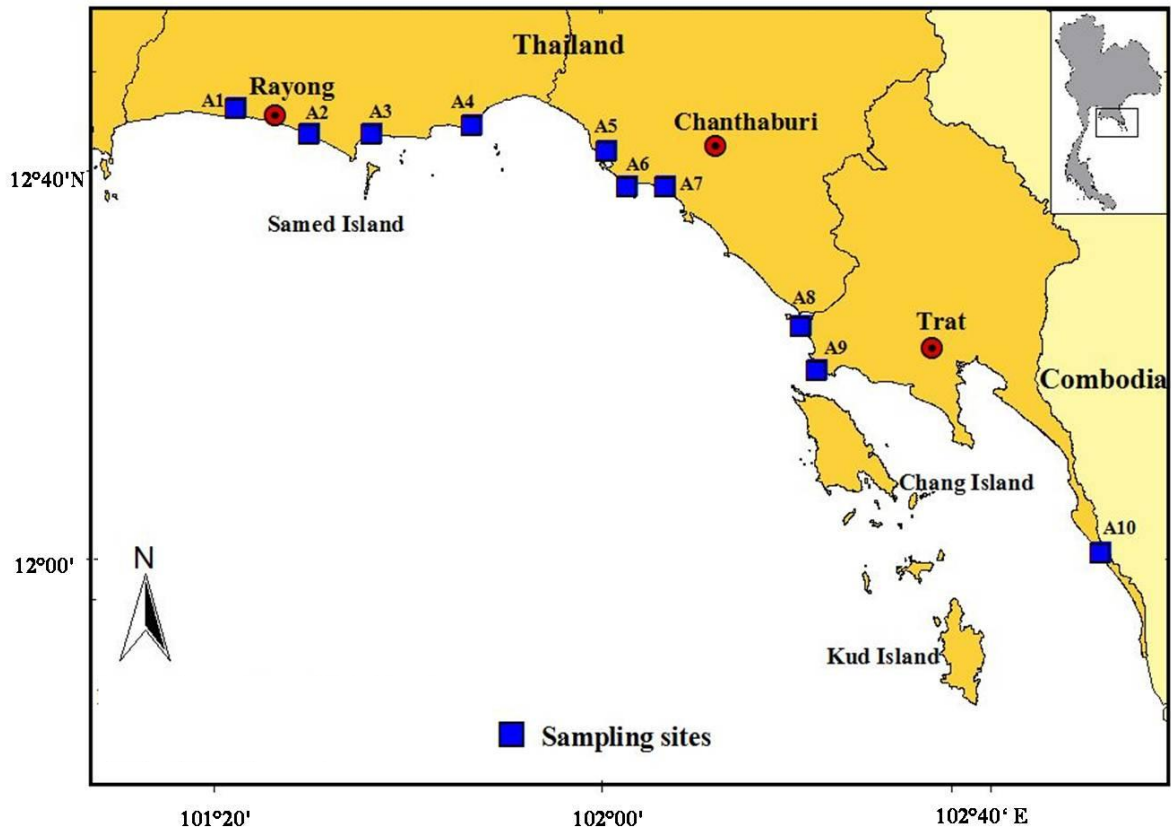 Thailand
Rayong
A1
A2
A3
A4
A5
A6
A7
Chanthaburi
12°40'N
Samed Island
A8
A9
Trat
Combodia
Chang Island
A10
12°00'
N
Kud Island
Sampling sites
101°20'
102°00'
102°40' E